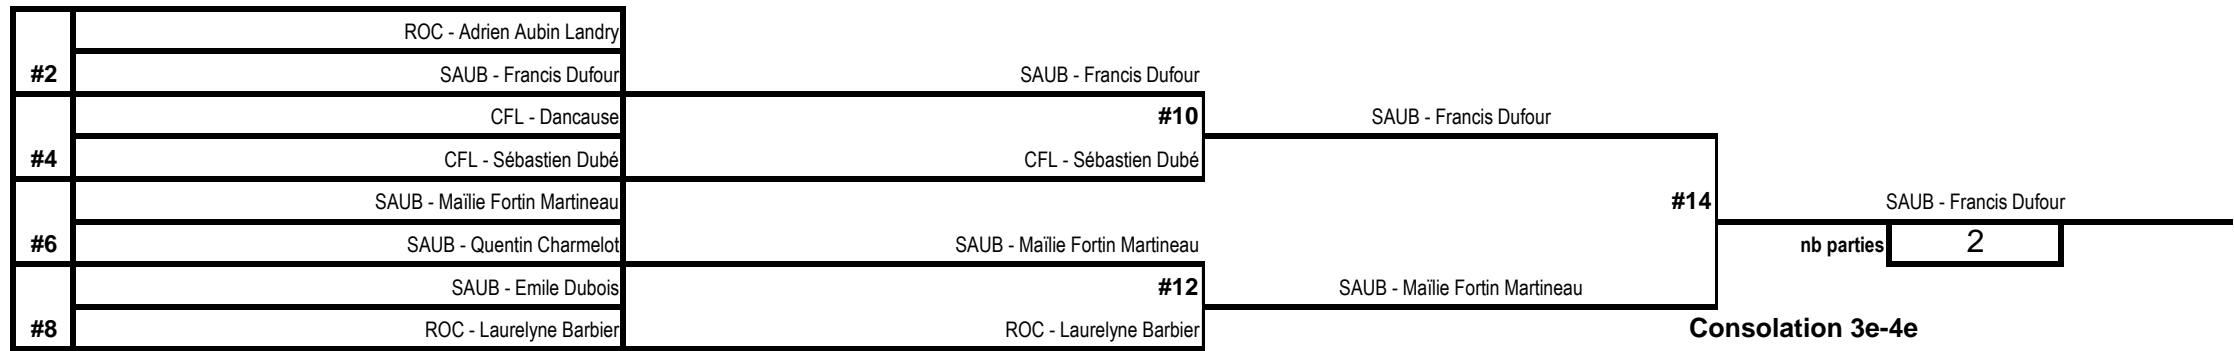 ROC - Adrien Aubin Landry
#2 SAUB - Francis Dufour SAUB - Francis Dufour
CFL - Dancause #10 SAUB - Francis Dufour
#4 CFL - Sébastien Dubé CFL - Sébastien Dubé
SAUB - Maïlie Fortin Martineau #14 SAUB - Francis Dufour
#6 SAUB - Quentin Charmelot SAUB - Maïlie Fortin Martineau nb parties 2
SAUB - Emile Dubois #12 SAUB - Maïlie Fortin Martineau
#8 ROC - Laurelyne Barbier ROC - Laurelyne Barbier Consolation 3e-4e